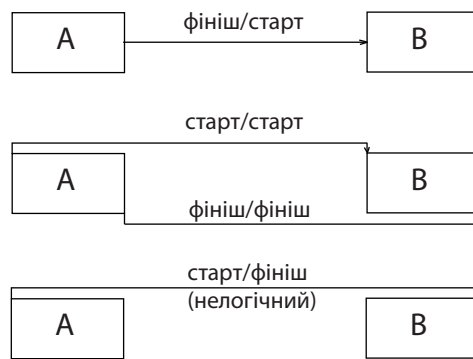 фініш/старт
A B
старт/старт
A B
фініш/фініш
старт/фініш
(нелогічний)
A B